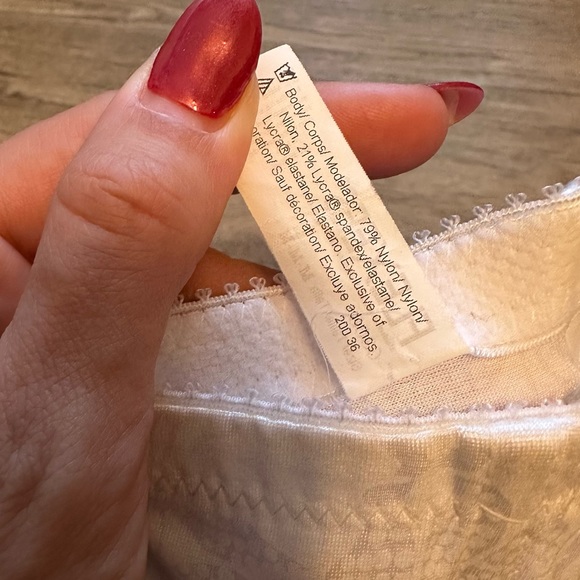 Body/ Corps/ Modelador: 79% Nylon/ Nylon/
Nilon, 21% Lycra® spandex/elastane/
Lycra® elastane/ Elastano. Exclusive of
oration/ Sauf décoration/ Excluye adornos
200 36